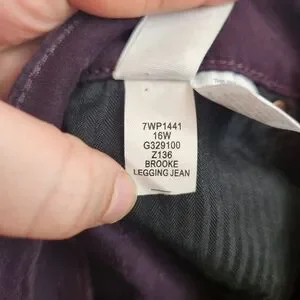 7WP1441
16W
G329100
Z136
BROOKE
LEGGING JEAN